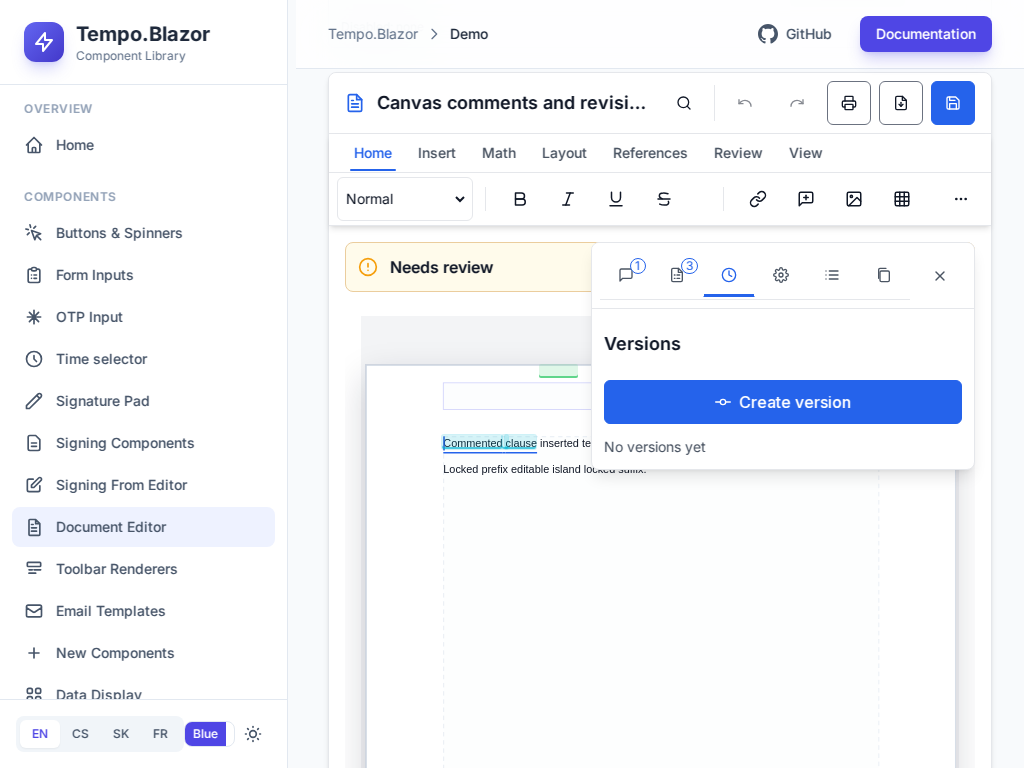 Tempo.Blazor
Component Library
OVERVIEW
Home
COMPONENTS
Buttons & Spinners
Form Inputs
OTP Input
Time selector
Signature Pad
Signing Components
Signing From Editor
Document Editor
Toolbar Renderers
Email Templates
New Components
Data Display
EN CS SK FR Blue
Tempo.Blazor > Demo
GitHub
Documentation
Canvas comments and revisi...
Home Insert Math Layout References Review View
Normal
Needs review
1 3
Versions
Create version
No versions yet
Commented clause inserted te
Locked prefix editable island locked suffix.